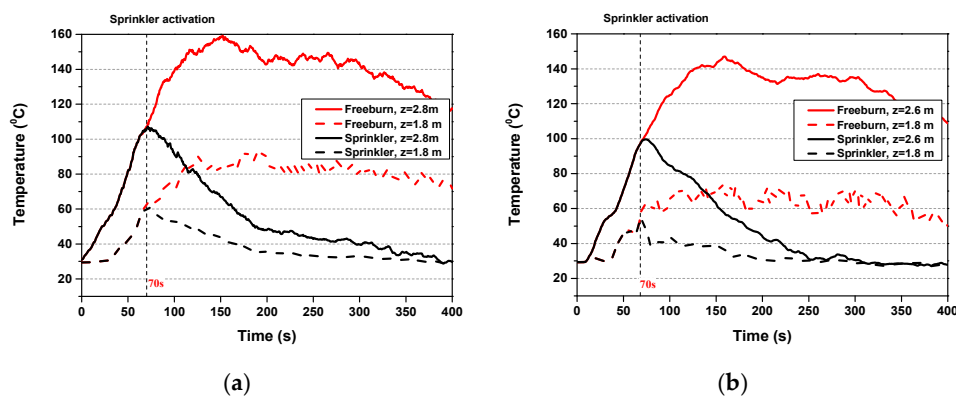 Sprinkler activation
160
140
120
100
80
60
40
20
Temperature (⁰C)
Freeburn, z=2.8m
Freeburn, z=1.8 m
Sprinkler, z=2.8m
Sprinkler, z=1.8 m
70s
0 50 100 150 200 250 300 350 400
Time (s)
(a)
Sprinkler activation
160
140
120
100
80
60
40
20
Temperature (⁰C)
Freeburn, z=2.6 m
Freeburn, z=1.8 m
Sprinkler, z=2.6 m
Sprinkler, z=1.8 m
70s
0 50 100 150 200 250 300 350 400
Time (s)
(b)